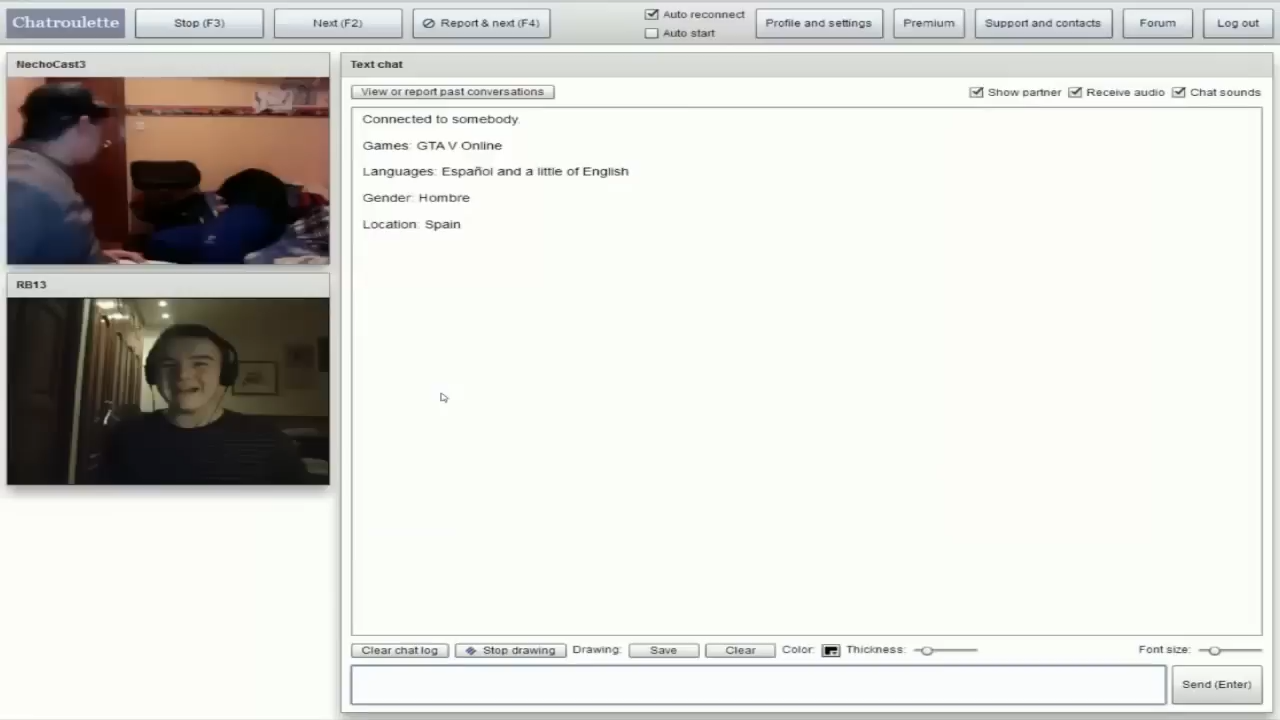 Chatroulette
Stop (F3)
Next (F2)
Report & next (F4)
Auto reconnect
Auto start
Profile and settings
Premium
Support and contacts
Forum
Log out
NechoCast3
RB13
Text chat
View or report past conversations
Show partner
Receive audio
Chat sounds
Connected to somebody.
Games: GTA V Online
Languages: Español and a little of English
Gender: Hombre
Location: Spain
Clear chat log
Stop drawing
Drawing:
Save
Clear
Color:
Thickness:
Font size:
Send (Enter)